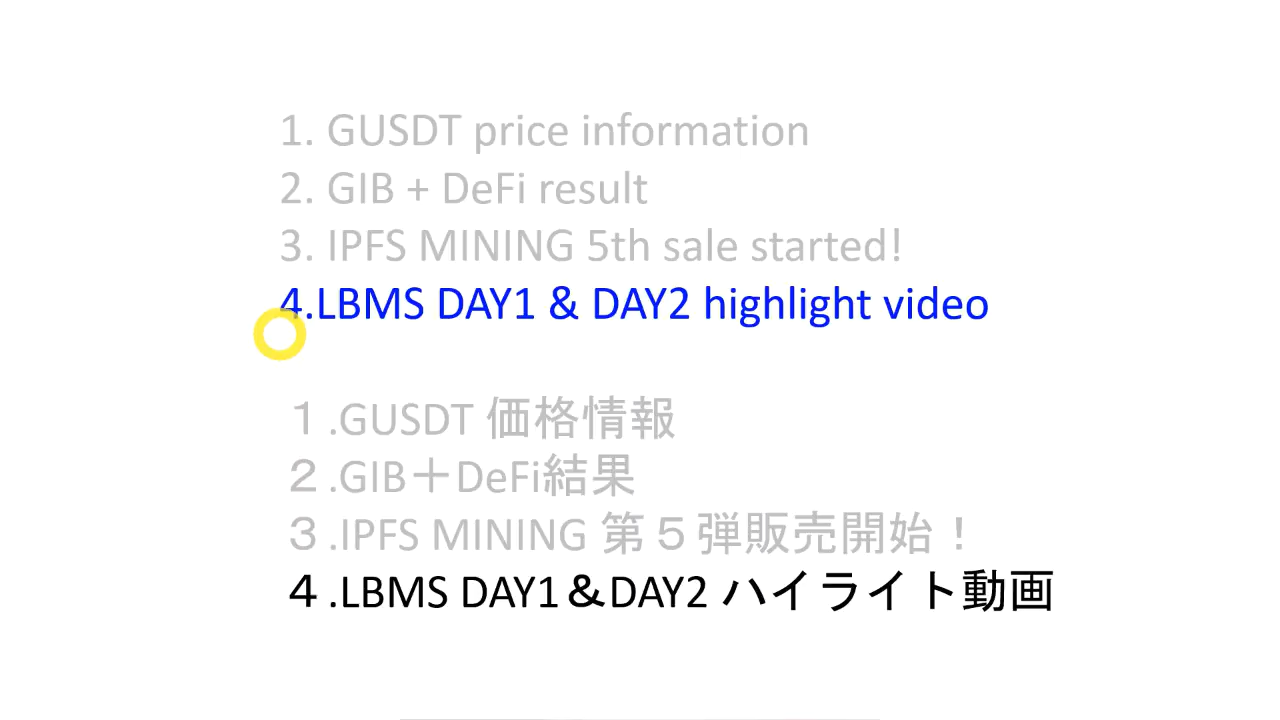 1. GUSDT price information
2. GIB + DeFi result
3. IPFS MINING 5th sale started!
4.LBMS DAY1 & DAY2 highlight video
１.GUSDT 価格情報
２.GIB＋DeFi結果
３.IPFS MINING 第５弾販売開始！
４.LBMS DAY1＆DAY2 ハイライト動画